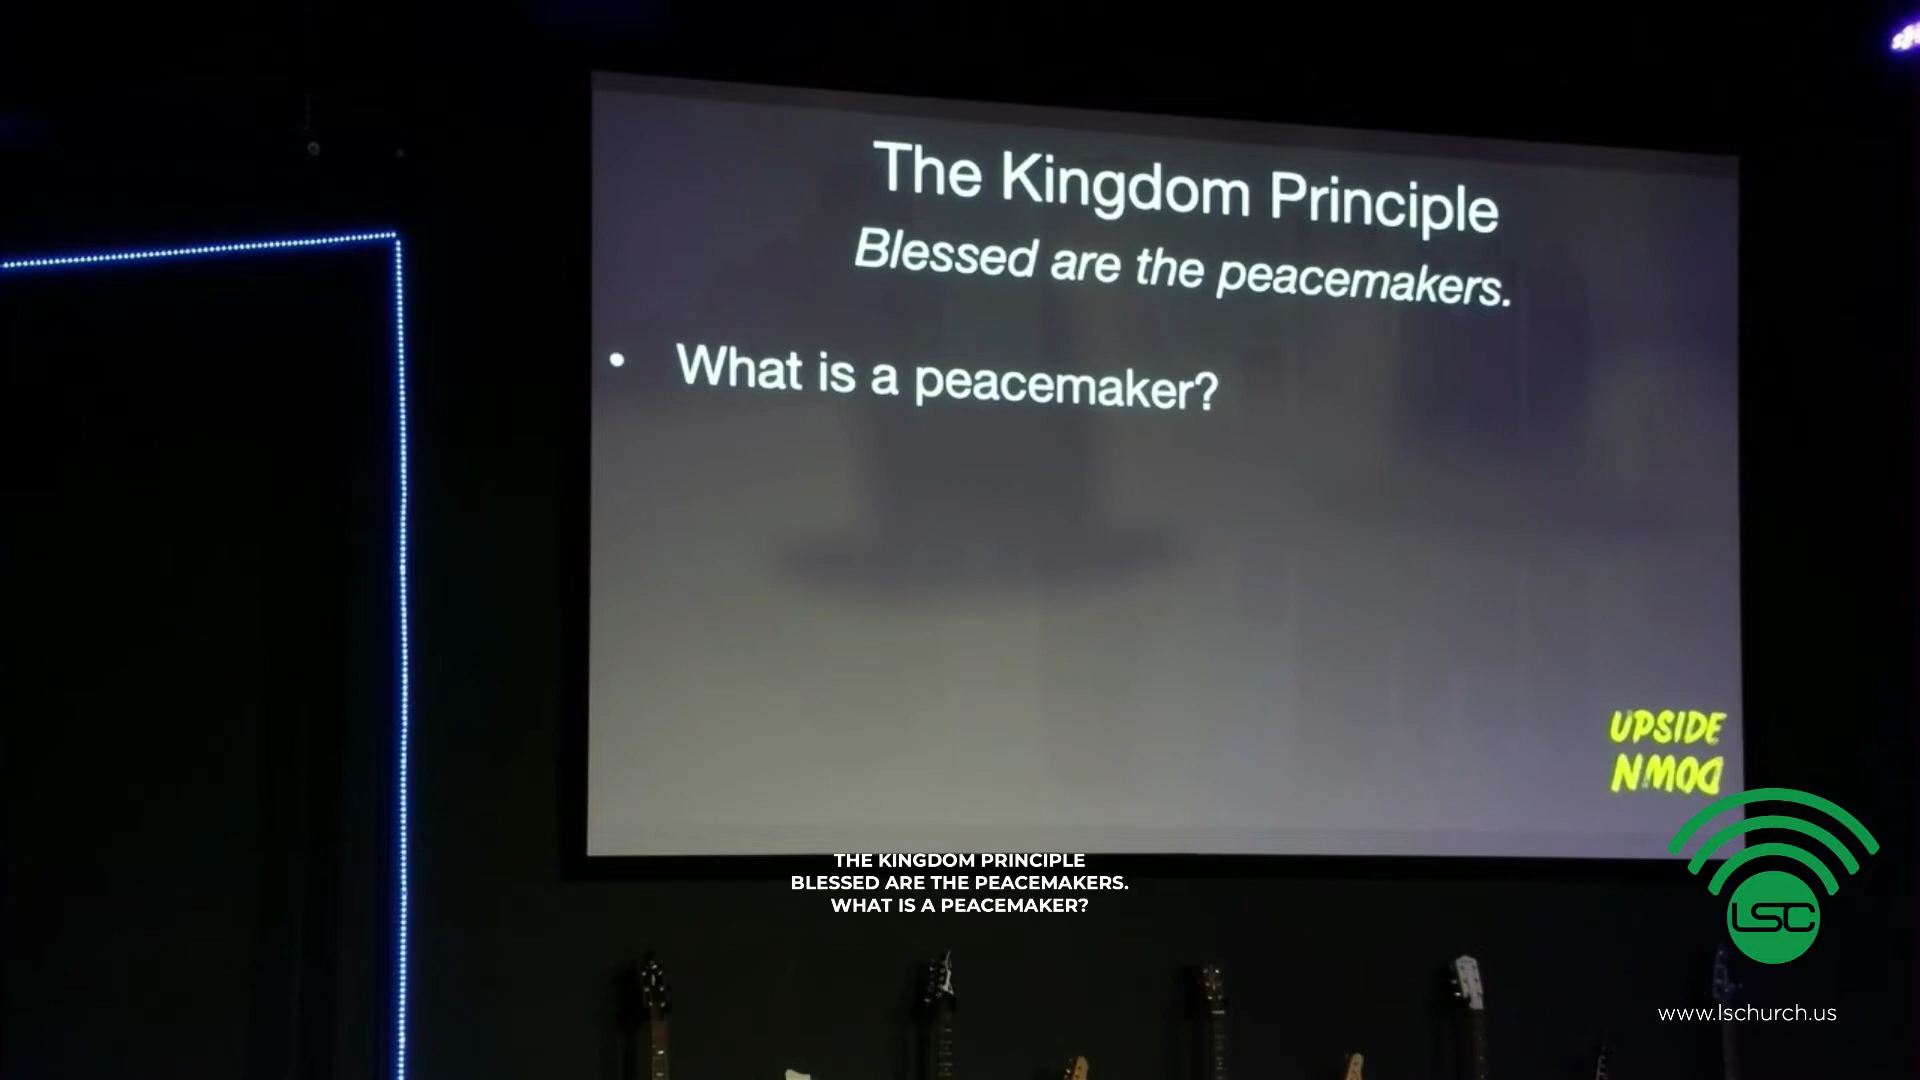 The Kingdom Principle
Blessed are the peacemakers.
• What is a peacemaker?
UPSIDE
DOWN
THE KINGDOM PRINCIPLE
BLESSED ARE THE PEACEMAKERS.
WHAT IS A PEACEMAKER?
LSC
www.lschurch.us